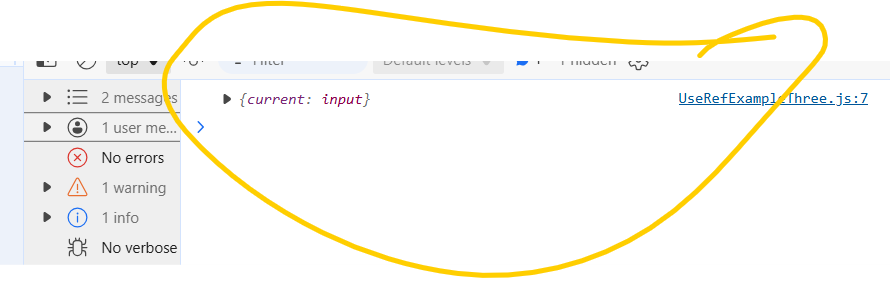 top
Filter
Default levels
1 hidden
2 messages
{current: input}
UseRefExampleThree.js:7
1 user me...
No errors
1 warning
1 info
No verbose